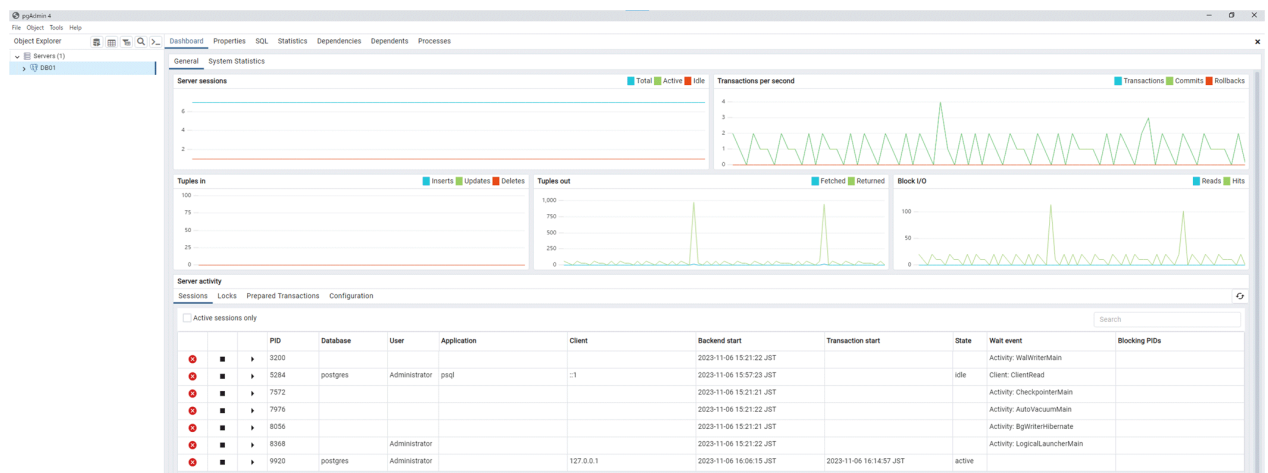 pgAdmin 4
File Object Tools Help
Object Explorer
Servers (1)
DB01
Dashboard Properties SQL Statistics Dependencies Dependents Processes
General System Statistics
Server sessions Total Active Idle
6
4
2
Transactions per second Transactions Commits Rollbacks
4
3
2
1
0
Tuples in Inserts Updates Deletes
100
75
50
25
0
Tuples out Fetched Returned
1,000
750
500
250
0
Block I/O Reads Hits
100
50
0
Server activity
Sessions Locks Prepared Transactions Configuration
Active sessions only Search
PID Database User Application Client Backend start Transaction start State Wait event Blocking PIDs
3200 2023-11-06 15:21:22 JST Activity: WalWriterMain
5284 postgres Administrator psql ::1 2023-11-06 15:57:23 JST idle Client: ClientRead
7572 2023-11-06 15:21:21 JST Activity: CheckpointerMain
7976 2023-11-06 15:21:22 JST Activity: AutoVacuumMain
8056 2023-11-06 15:21:21 JST Activity: BgWriterHibernate
8368 Administrator 2023-11-06 15:21:22 JST Activity: LogicalLauncherMain
9920 postgres Administrator 127.0.0.1 2023-11-06 16:06:15 JST 2023-11-06 16:14:57 JST active